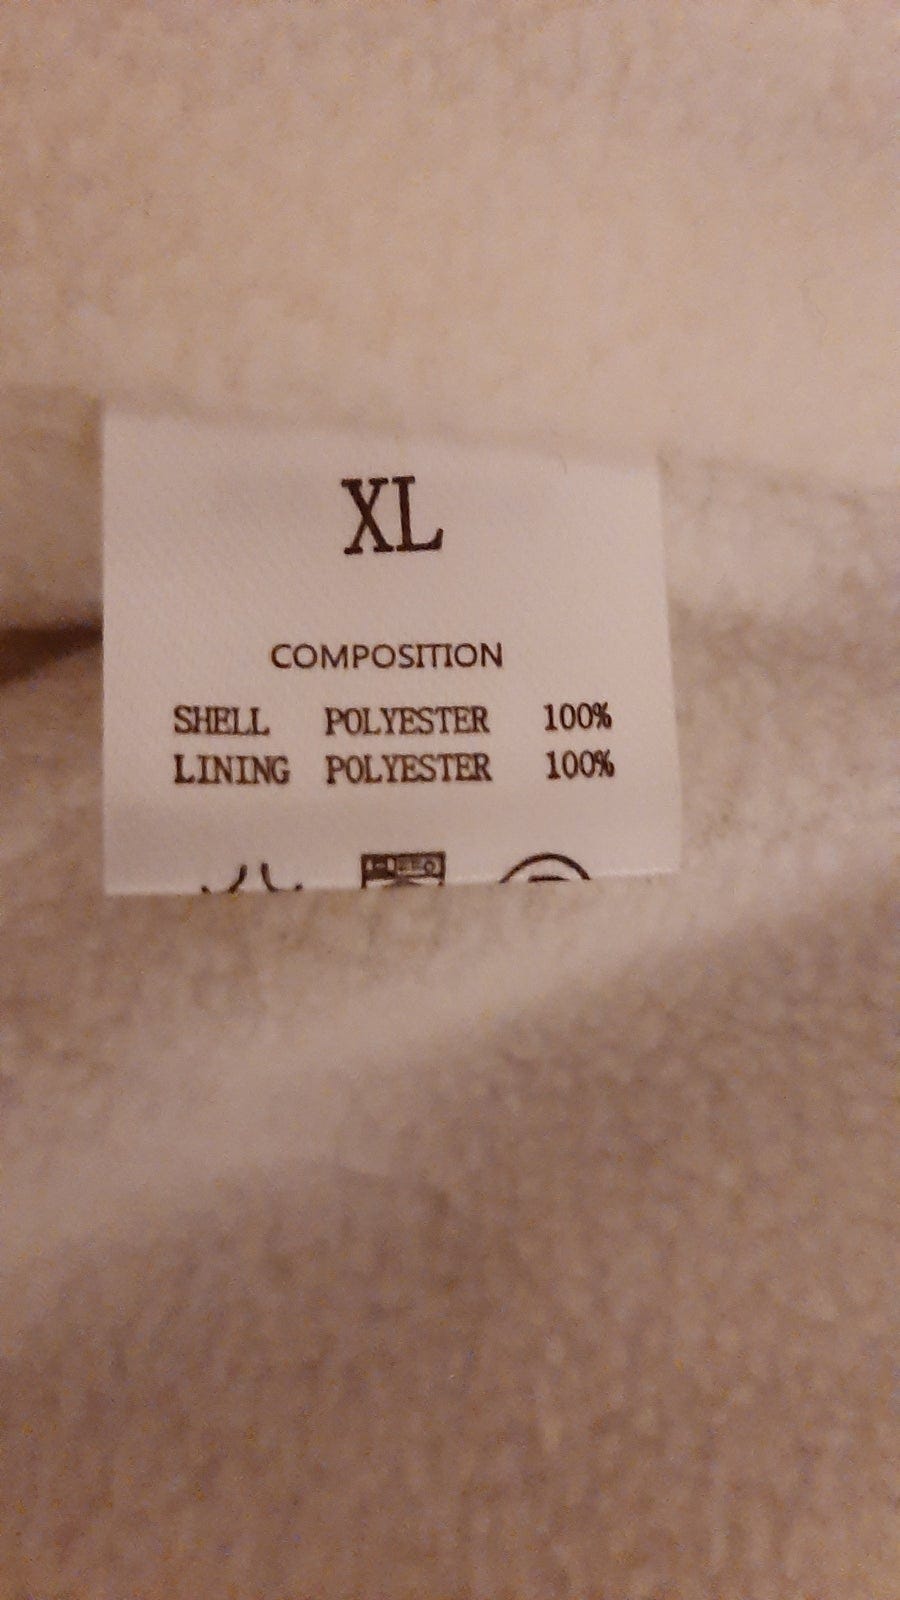 XL
COMPOSITION
SHELL POLYESTER 100%
LINING POLYESTER 100%